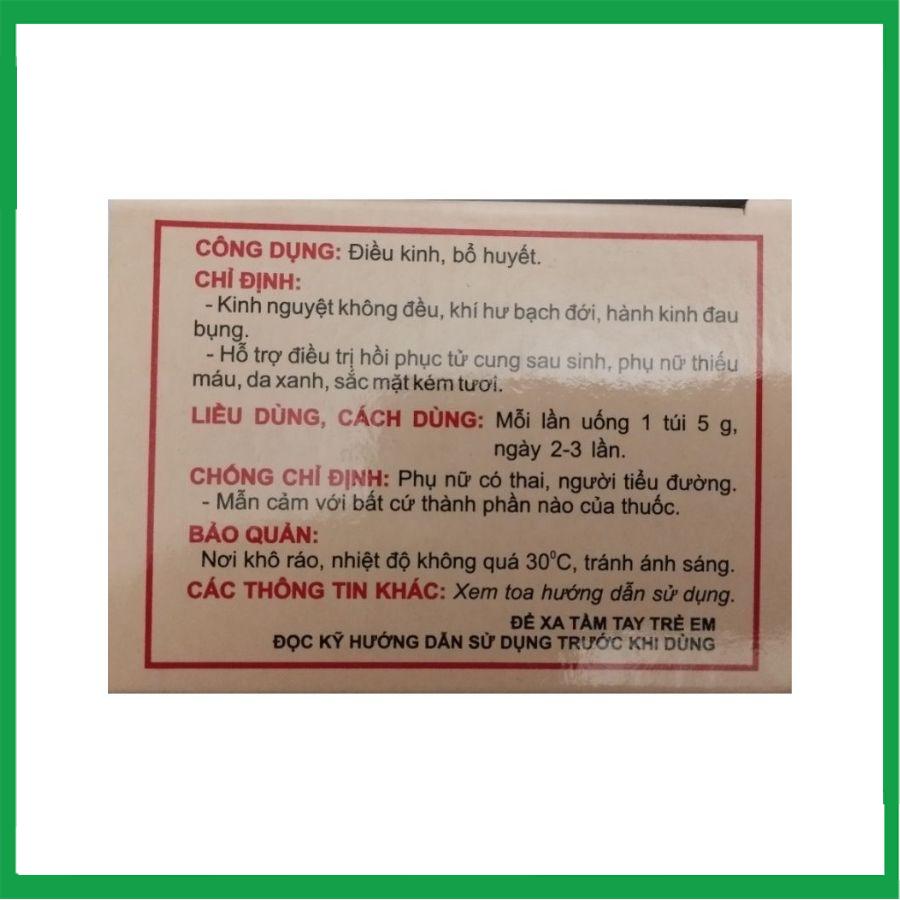 CÔNG DỤNG: Điều kinh, bổ huyết.
CHỈ ĐỊNH:
- Kinh nguyệt không đều, khí hư bạch đới, hành kinh đau
bụng.
- Hỗ trợ điều trị hồi phục tử cung sau sinh, phụ nữ thiếu
máu, da xanh, sắc mặt kém tươi.
LIỀU DÙNG, CÁCH DÙNG: Mỗi lần uống 1 túi 5 g,
ngày 2-3 lần.
CHỐNG CHỈ ĐỊNH: Phụ nữ có thai, người tiểu đường.
- Mẫn cảm với bất cứ thành phần nào của thuốc.
BẢO QUẢN:
Nơi khô ráo, nhiệt độ không quá 30⁰C, tránh ánh sáng.
CÁC THÔNG TIN KHÁC: Xem toa hướng dẫn sử dụng.
ĐỂ XA TẦM TAY TRẺ EM
ĐỌC KỸ HƯỚNG DẪN SỬ DỤNG TRƯỚC KHI DÙNG